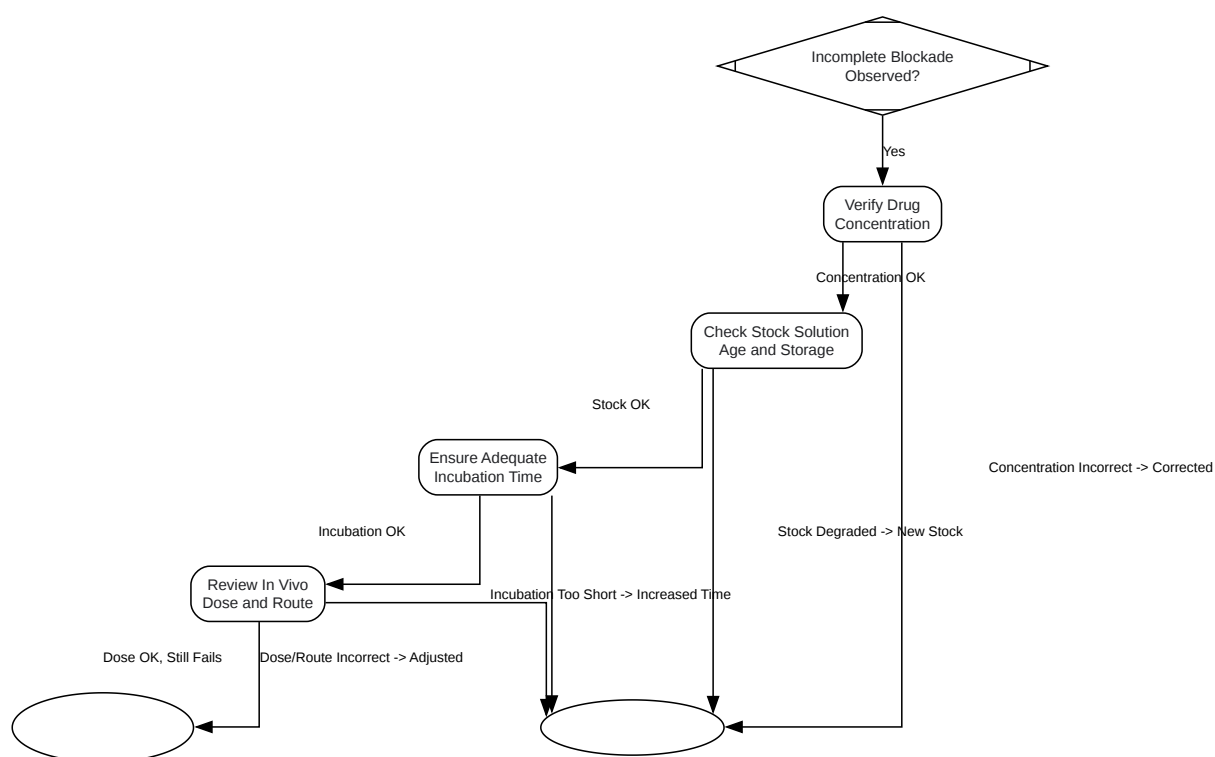 Incomplete Blockade
Observed?
Yes
Verify Drug
Concentration
Concentration OK
Check Stock Solution
Age and Storage
Stock OK
Ensure Adequate
Incubation Time
Concentration Incorrect -> Corrected
Incubation OK
Stock Degraded -> New Stock
Review In Vivo
Dose and Route
Incubation Too Short -> Increased Time
Dose OK, Still Fails
Dose/Route Incorrect -> Adjusted